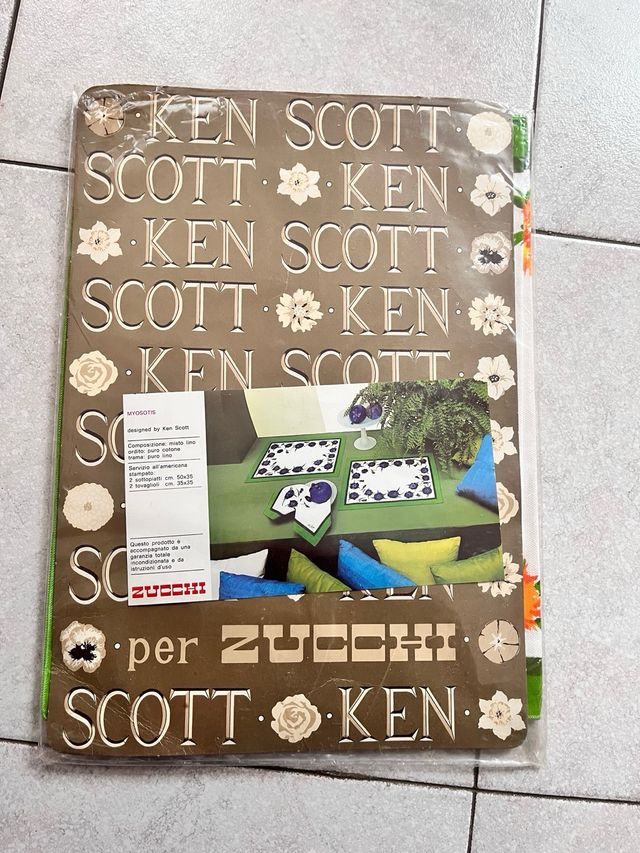 KEN SCOTT
SCOTT · KEN ·
· KEN SCOTT ·
SCOTT · KEN ·
· KEN SCOTT
SC
MYOSOTIS
designed by Ken Scott
Composizione: misto lino
ordito: puro cotone
trama: puro lino
Servizio all'americana
stampato:
2 sottopiatti cm. 50x35
2 tovaglioli cm. 35x35
Questo prodotto è
accompagnato da una
garanzia totale
incondizionata e da
istruzioni d'uso
ZUCCHI
SC
· per ZUCCHI ·
SCOTT · KEN ·